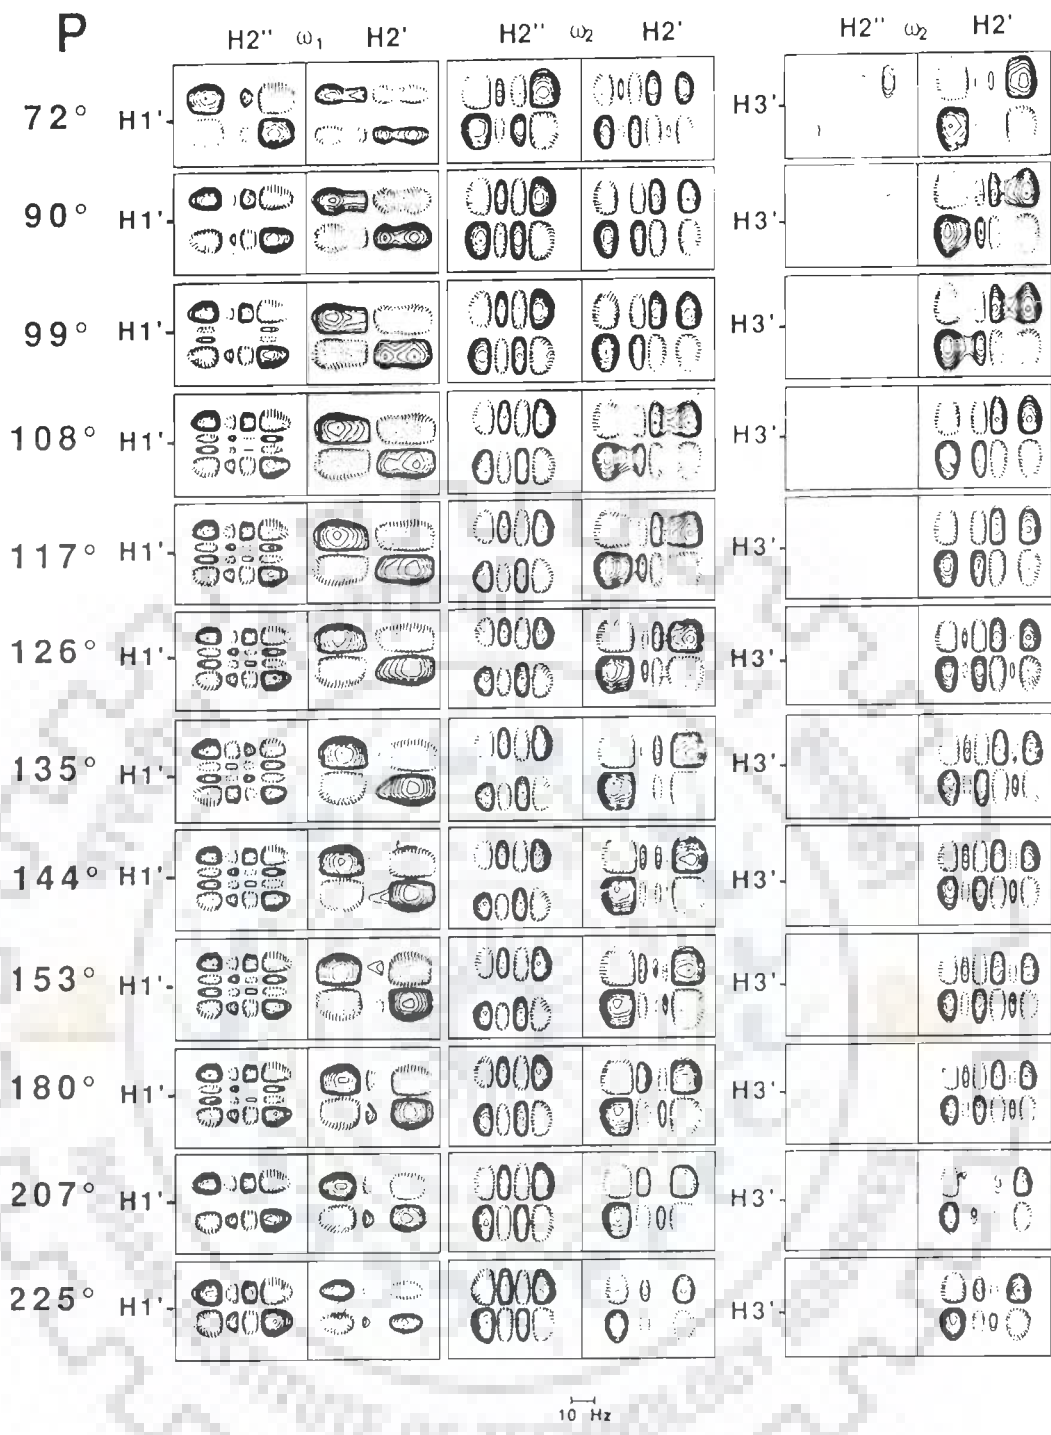 P
H2'' ω1 H2' H2'' ω2 H2' H2'' ω2 H2'
72° H1' H3'
90° H1' H3'
99° H1' H3'
108° H1' H3'
117° H1' H3'
126° H1' H3'
135° H1' H3'
144° H1' H3'
153° H1' H3'
180° H1' H3'
207° H1' H3'
225° H1' H3'
10 Hz